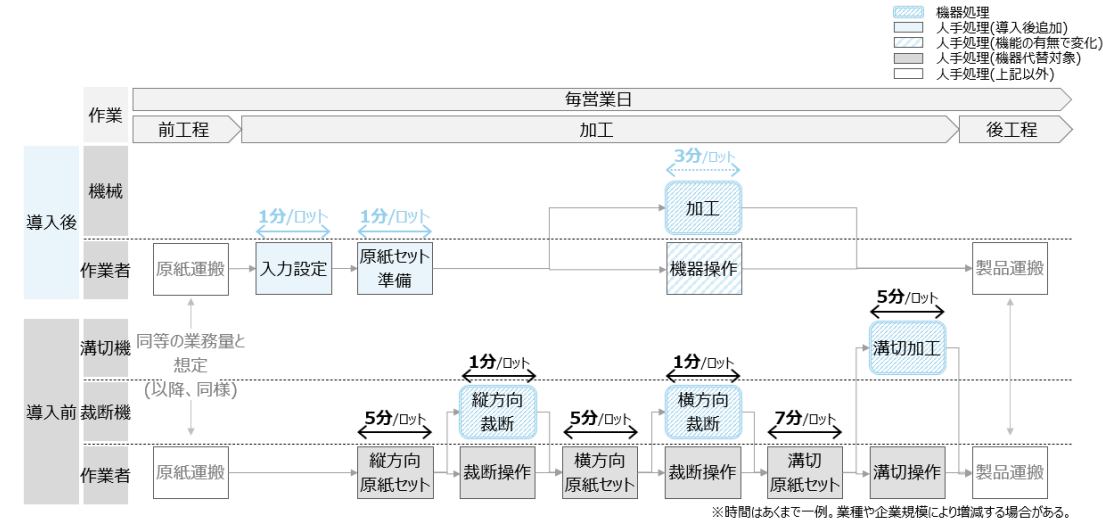 機器処理
人手処理(導入後追加)
人手処理(機能の有無で変化)
人手処理(機器代替対象)
人手処理(上記以外)
作業
毎営業日
前工程
加工
後工程
導入後
機械
作業者
3分/ロット
加工
1分/ロット
1分/ロット
原紙運搬
入力設定
原紙セット
準備
機器操作
製品運搬
同等の業務量と
想定
(以降、同様)
導入前
溝切機
裁断機
作業者
5分/ロット
溝切加工
1分/ロット
1分/ロット
縦方向
裁断
横方向
裁断
5分/ロット
5分/ロット
7分/ロット
原紙運搬
縦方向
原紙セット
裁断操作
横方向
原紙セット
裁断操作
溝切
原紙セット
溝切操作
製品運搬
※時間はあくまで一例。業種や企業規模により増減する場合がある。